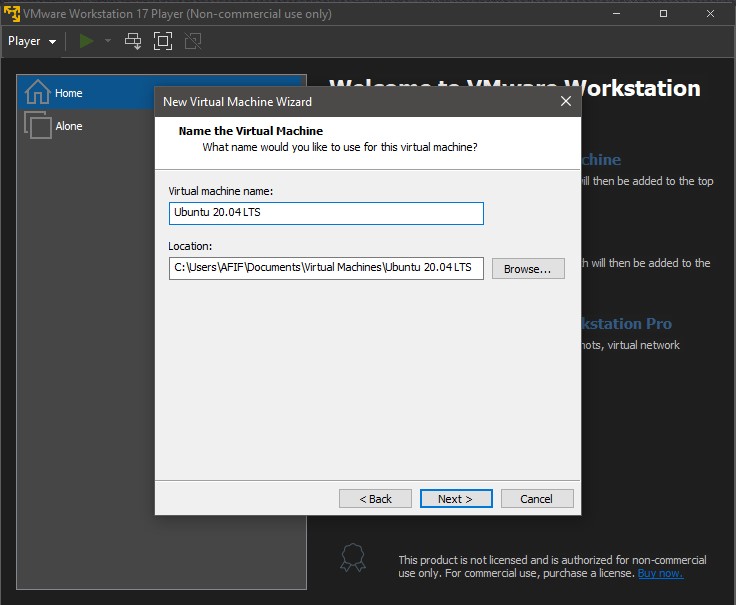 VMware Workstation 17 Player (Non-commercial use only)
Player
Home
Alone
Welcome to VMware Workstation
New Virtual Machine Wizard
Name the Virtual Machine
What name would you like to use for this virtual machine?
Virtual machine name:
Ubuntu 20.04 LTS
Location:
C:\Users\AFIF\Documents\Virtual Machines\Ubuntu 20.04 LTS
Browse...
will then be added to the top
will then be added to the
Pro
virtual network
< Back
Next >
Cancel
This product is not licensed and is authorized for non-commercial
use only. For commercial use, purchase a license. Buy now.